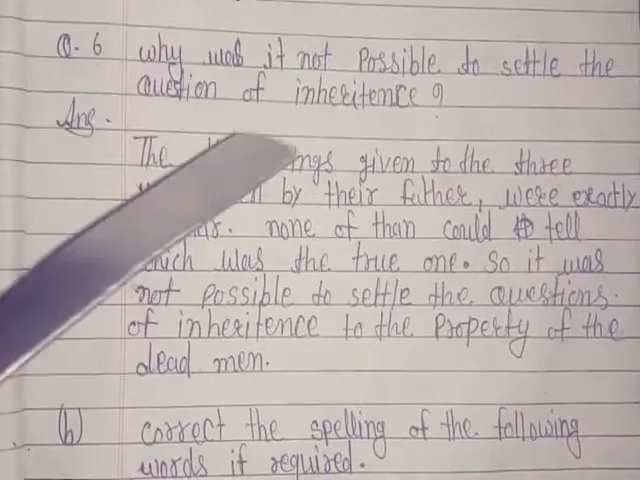 Q. 6 why was it not possible to settle the
question of inheritence ?
Ans.
The given to the three
by their father, were exactly
none of than could tell
which was the true one. So it was
not possible to settle the questions.
of inheritence to the Property of the
dead men.
(b) correct the spelling of the following
words if required.